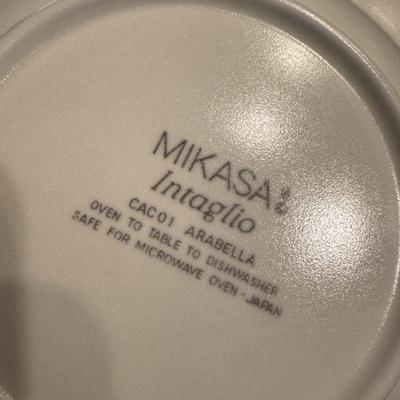 MIKASA
Intaglio
CAC01 ARABELLA
OVEN TO TABLE TO DISHWASHER
SAFE FOR MICROWAVE OVEN - JAPAN